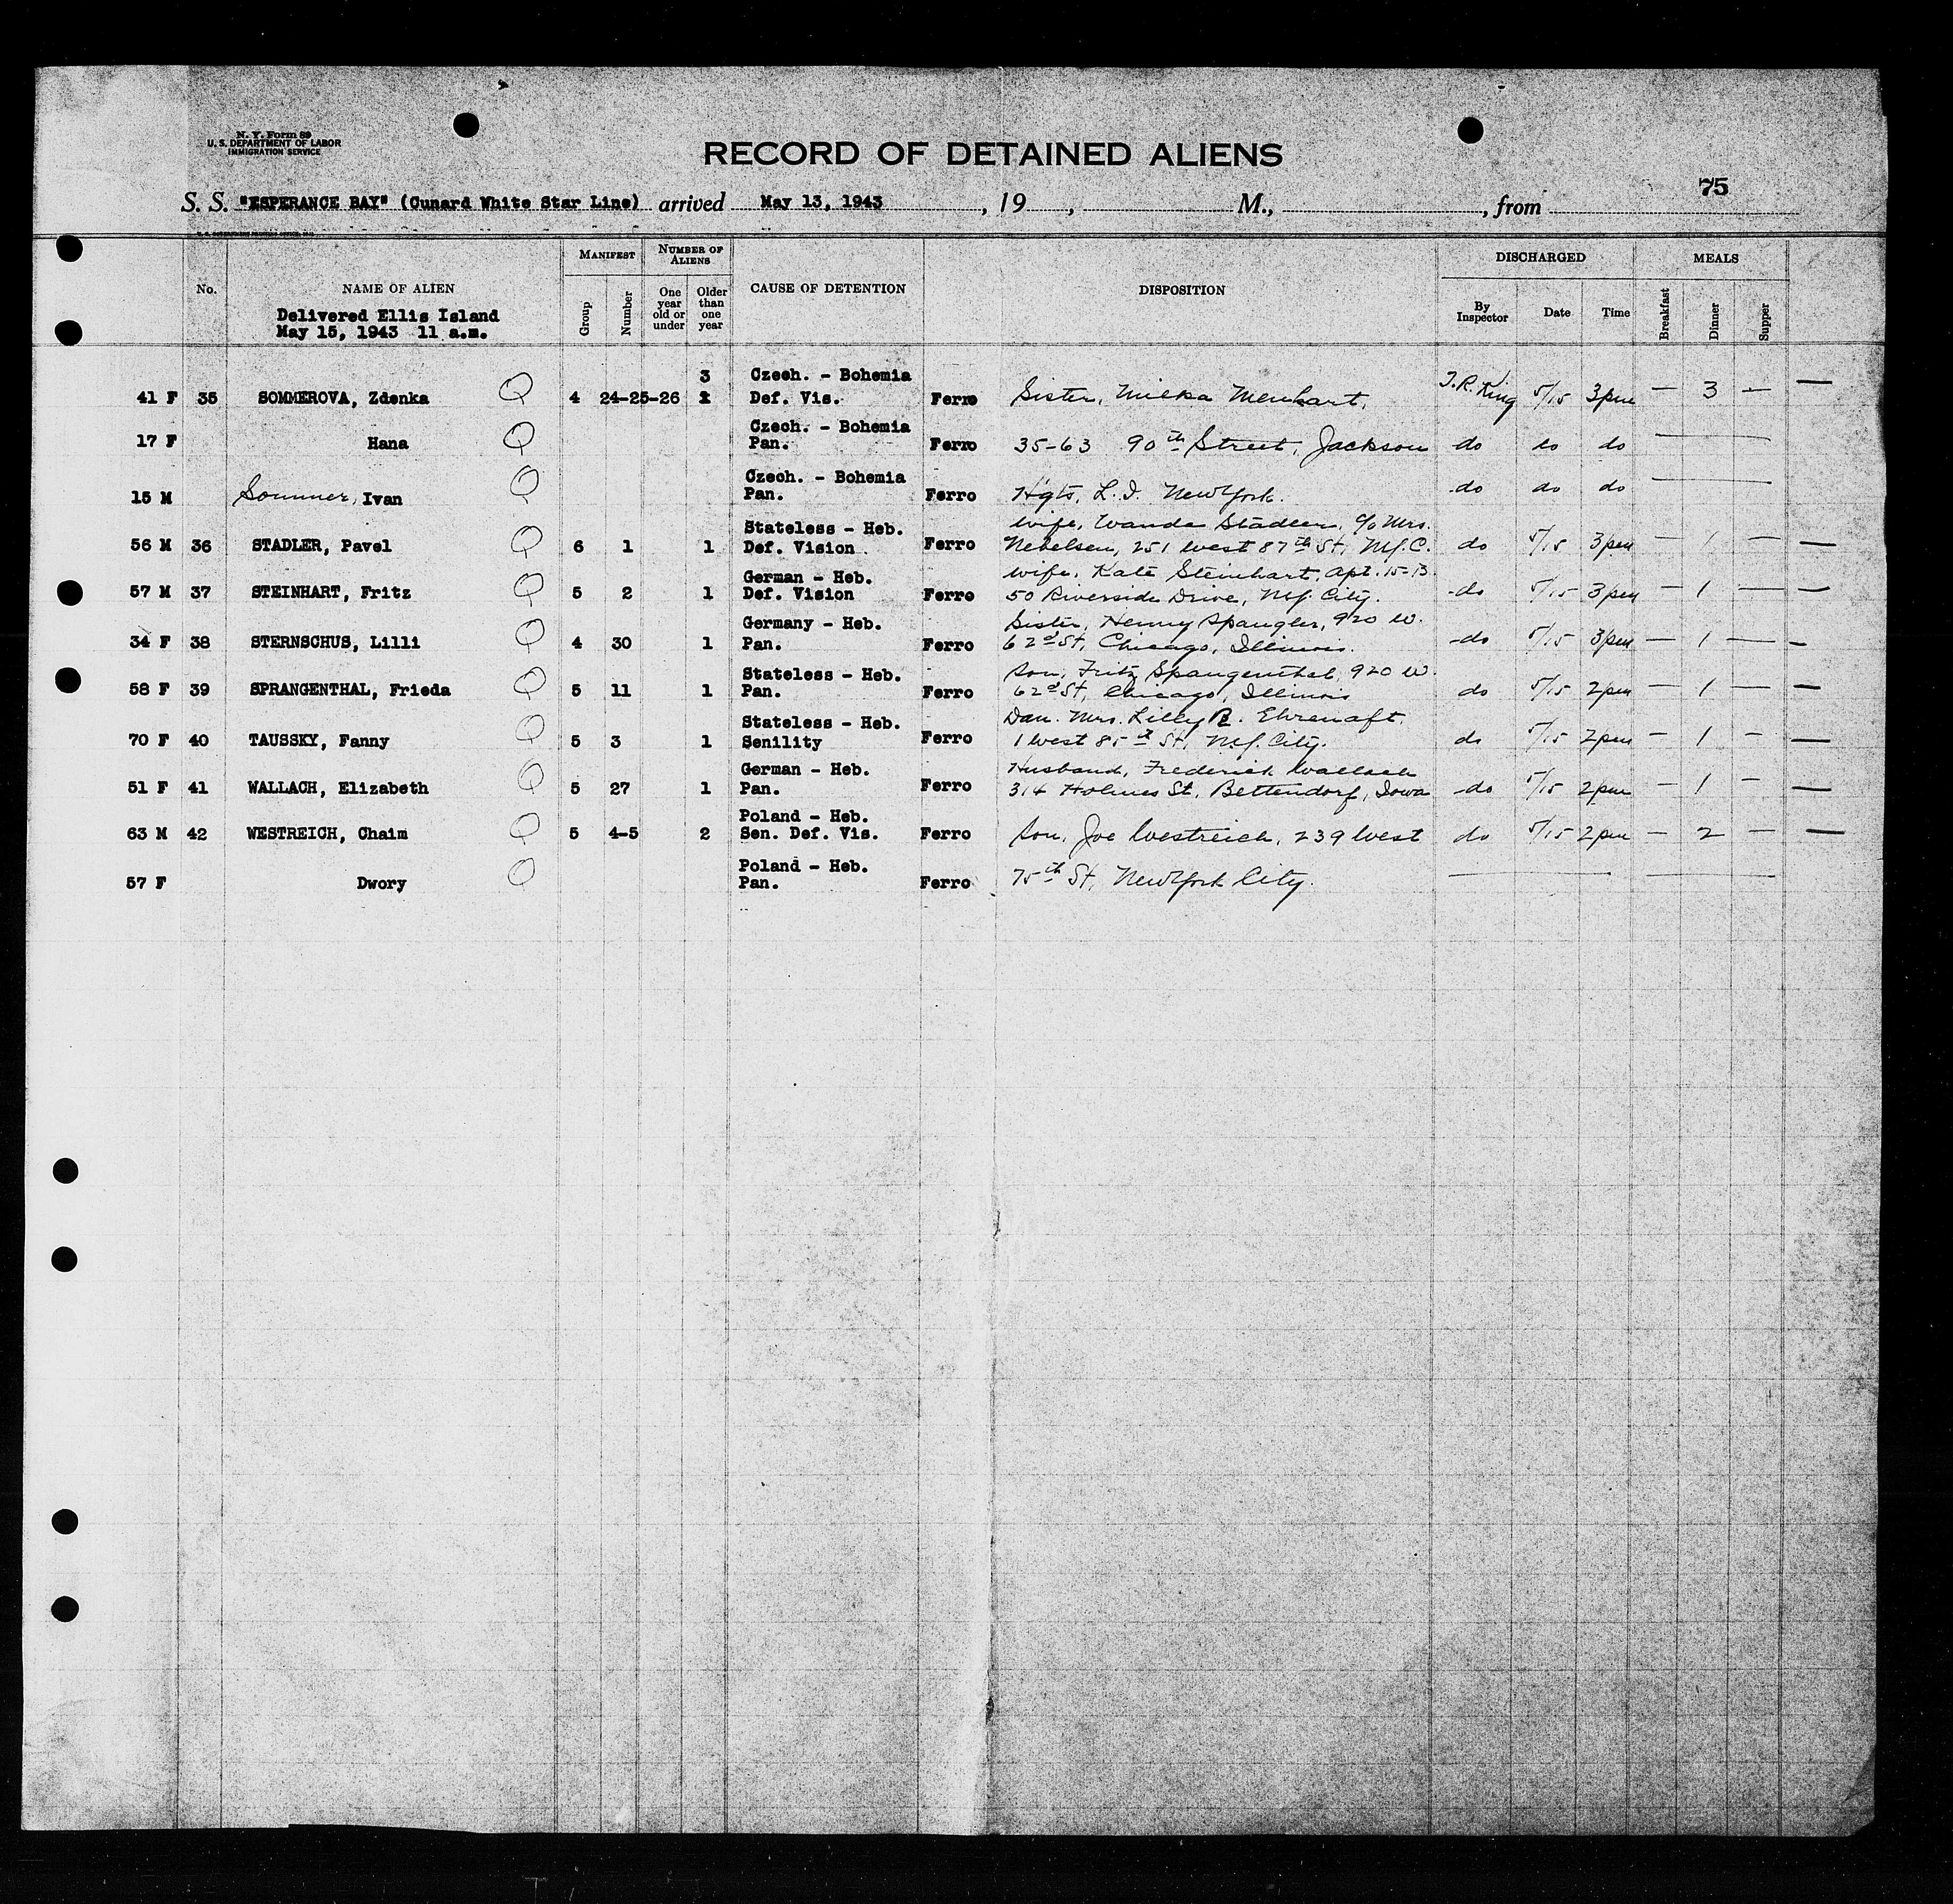 N. Y. Form 89
U. S. DEPARTMENT OF LABOR
IMMIGRATION SERVICE
RECORD OF DETAINED ALIENS
75
S. S. "ESPERANCE BAY" (Cunard White Star Line) arrived May 13, 1943, 19 , M., , from
MANIFEST NUMBER OF ALIENS DISCHARGED MEALS
No. NAME OF ALIEN Group Number One year old or under Older than one year CAUSE OF DETENTION DISPOSITION By Inspector Date Time Breakfast Dinner Supper
Delivered Ellis Island
May 15, 1943 11 a.m.
3 Czech. - Bohemia
41 F 35 SOMMEROVA, Zdenka Q 4 24-25-26 Def. Vis. Ferro Sister, Milka Menhart, T.R. King 5/15 3pm — 3 — —
Czech. - Bohemia
17 F Hana Q Pan. Ferro 35-63 90th Street, Jackson do do do
Czech. - Bohemia
15 M Sommer, Ivan Q Pan. Ferro Hgts, L.I. New York. do do do
Stateless - Heb. Wife, Wanda Stadler, c/o Mrs.
56 M 36 STADLER, Pavel Q 6 1 1 Def. Vision Ferro Nebelsen, 251 West 87th St, N.Y.C. do 5/15 3pm — 1 — —
German - Heb. Wife, Kate Steinhart, Apt. 15-B.
57 M 37 STEINHART, Fritz Q 5 2 1 Def. Vision Ferro 50 Riverside Drive, N.Y. City. do 5/15 3pm — 1 — —
Germany - Heb. Sister, Henny Spangler, 920 W.
34 F 38 STERNSCHUS, Lilli Q 4 30 1 Pan. Ferro 62d St, Chicago, Illinois. do 5/15 3pm — 1 — —
Stateless - Heb. Son, Fritz Spangenthal, 920 W.
58 F 39 SPRANGENTHAL, Frieda Q 5 11 1 Pan. Ferro 62d St, Chicago, Illinois do 5/15 2pm — 1 — —
Stateless - Heb. Dau. Mrs. Lilly R. Ehrenaft.
70 F 40 TAUSSKY, Fanny Q 5 3 1 Senility Ferro 1 West 85th St, N.Y. City. do 5/15 2pm — 1 — —
German - Heb. Husband, Frederick Wallach
51 F 41 WALLACH, Elizabeth Q 5 27 1 Pan. Ferro 314 Holmes St, Bettendorf, Iowa do 5/15 2pm — 1 — —
Poland - Heb.
63 M 42 WESTREICH, Chaim Q 5 4-5 2 Sen. Def. Vis. Ferro Son, Joe Westreich, 239 West do 5/15 2pm — 2 — —
Poland - Heb.
57 F Dwory Q Pan. Ferro 75th St, New York City.